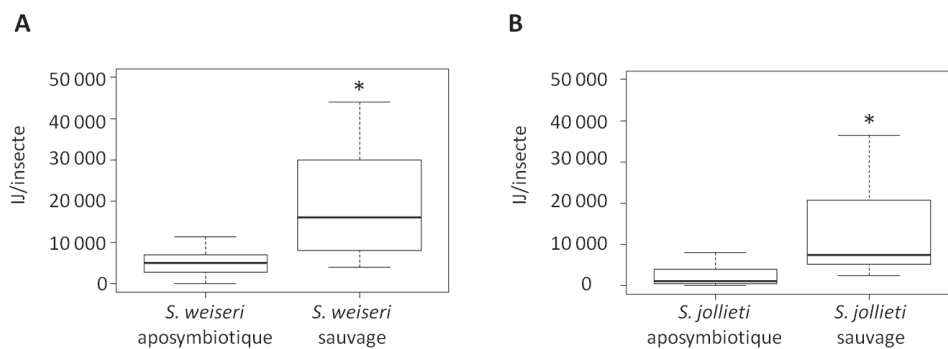 A
IJ/insecte
50 000
40 000
30 000
20 000
10 000
0
*
S. weiseri
aposymbiotique
S. weiseri
sauvage
B
IJ/insecte
50 000
40 000
30 000
20 000
10 000
0
*
S. jollieti
aposymbiotique
S. jollieti
sauvage